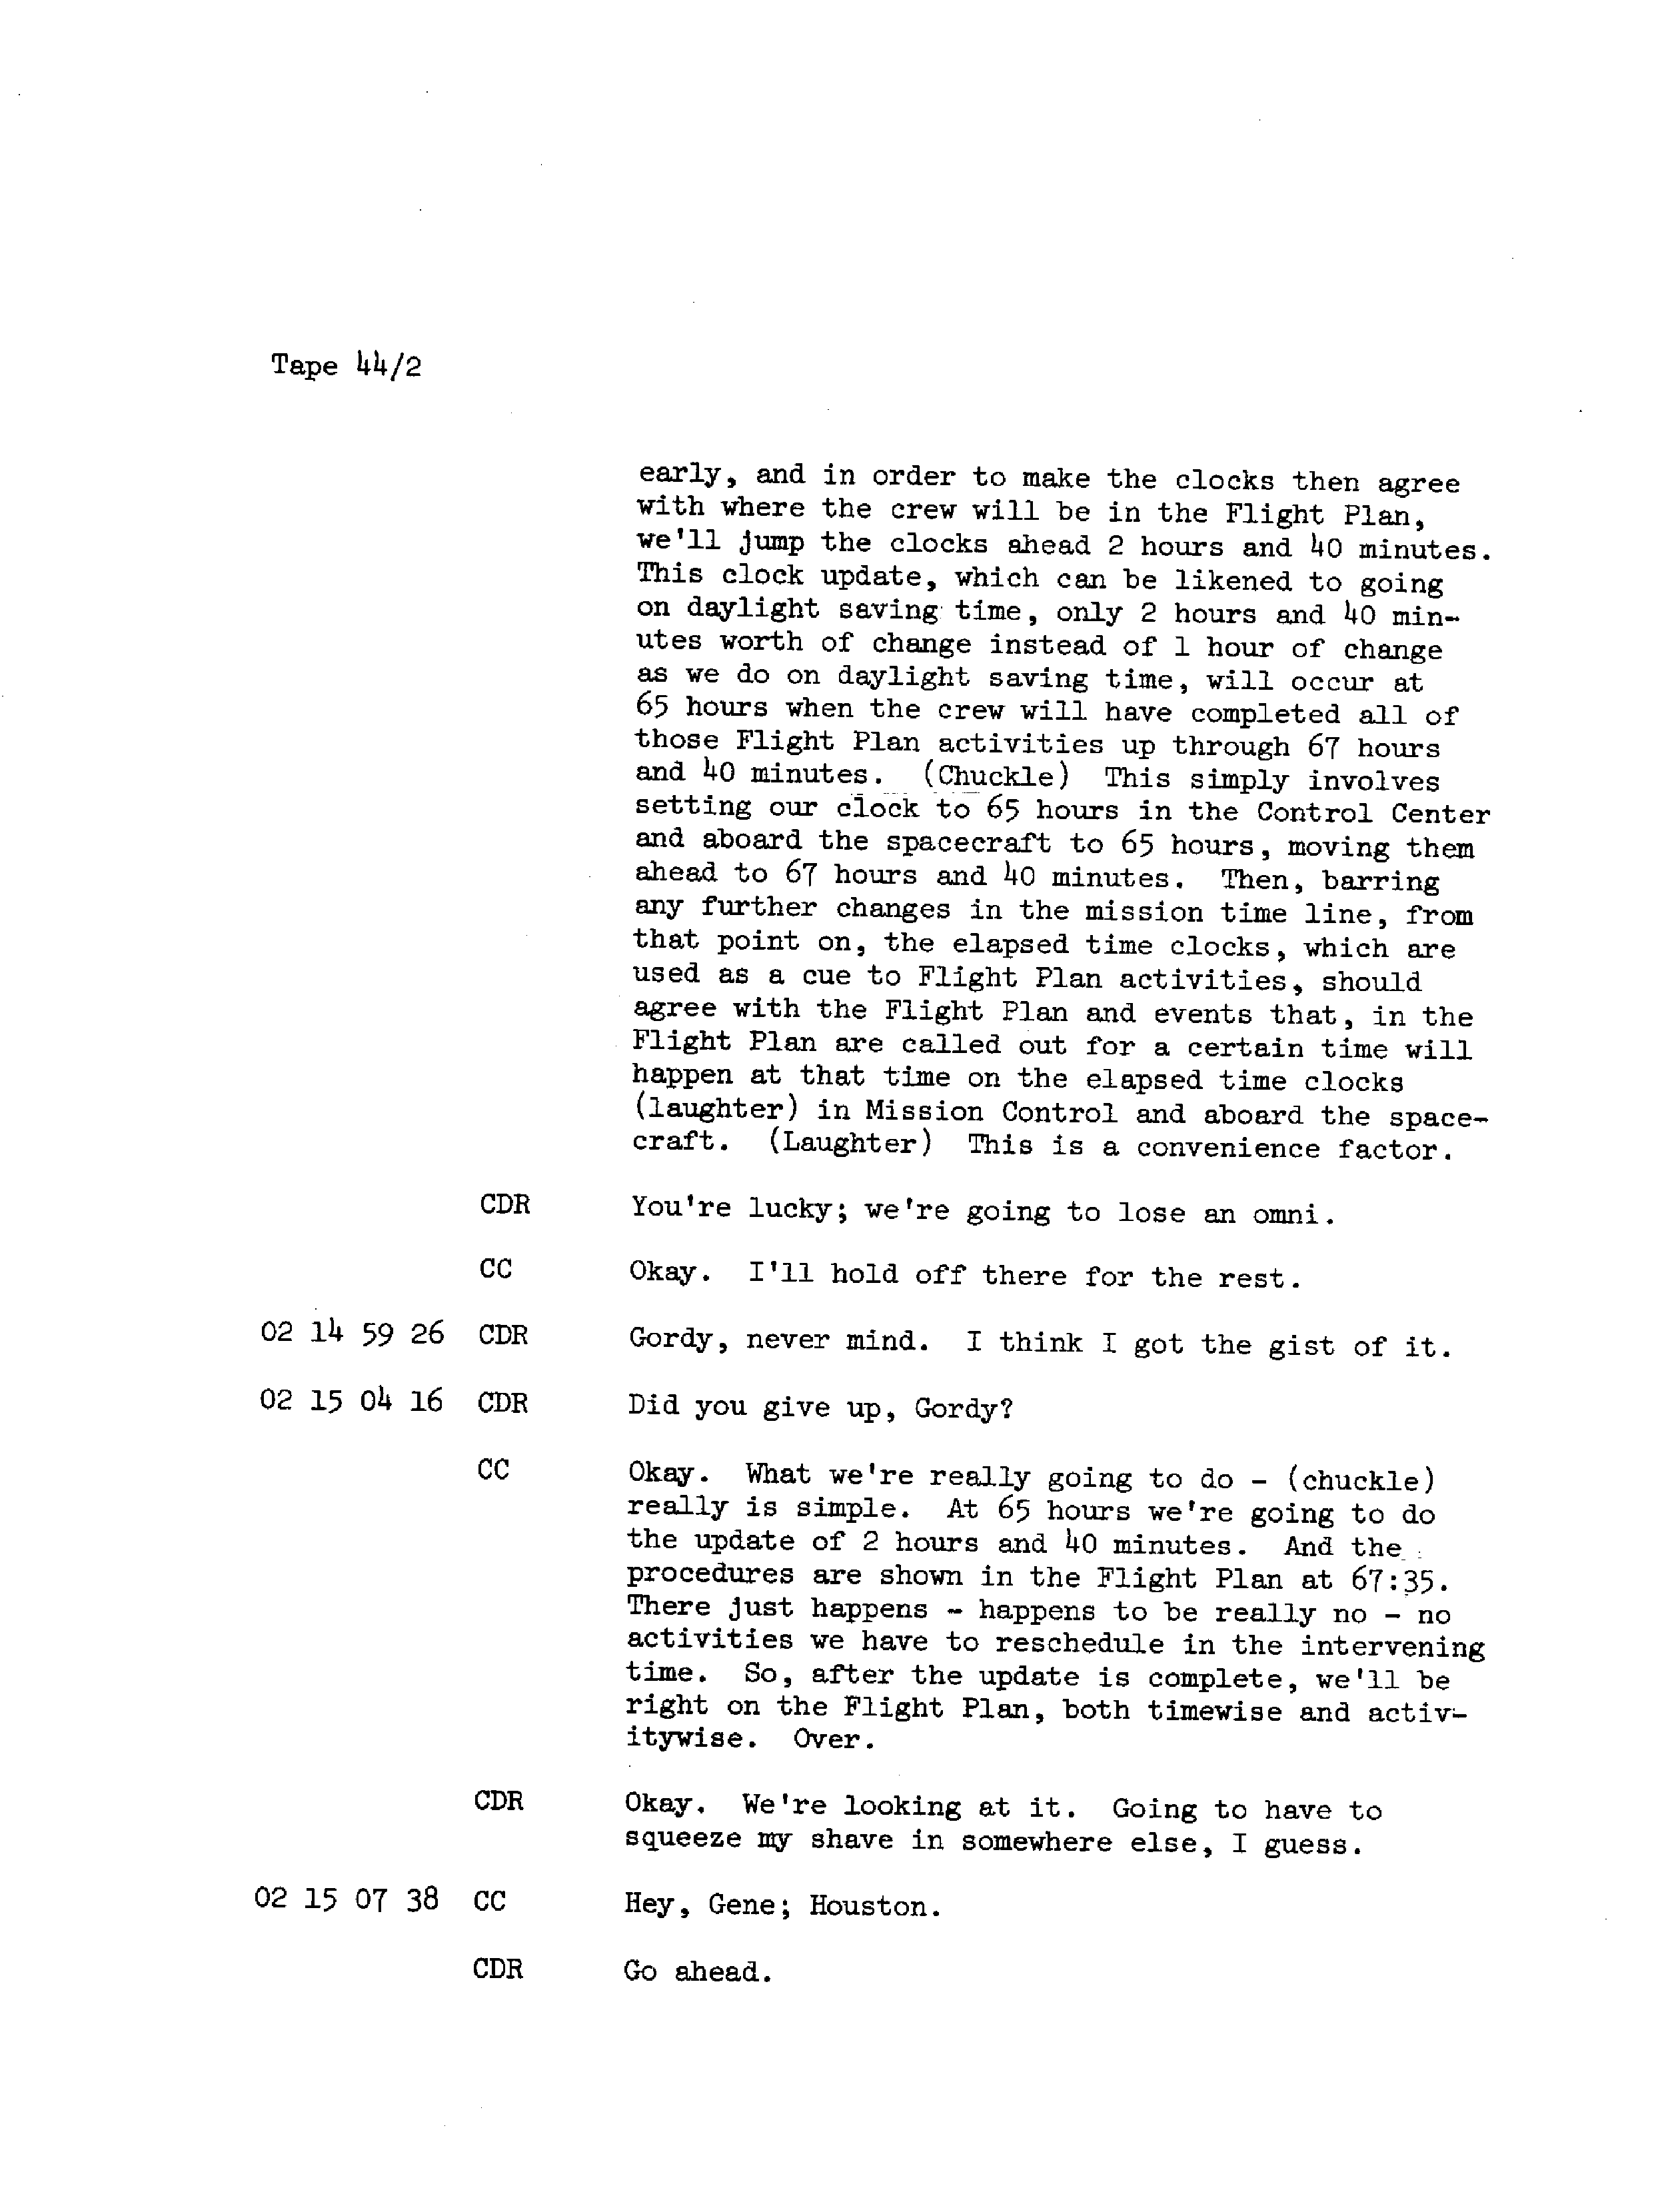 Tape 44/2
early, and in order to make the clocks then agree
with where the crew will be in the Flight Plan,
we'll jump the clocks ahead 2 hours and 40 minutes.
This clock update, which can be likened to going
on daylight saving time, only 2 hours and 40 min-
utes worth of change instead of 1 hour of change
as we do on daylight saving time, will occur at
65 hours when the crew will have completed all of
those Flight Plan activities up through 67 hours
and 40 minutes. (Chuckle) This simply involves
setting our clock to 65 hours in the Control Center
and aboard the spacecraft to 65 hours, moving them
ahead to 67 hours and 40 minutes. Then, barring
any further changes in the mission time line, from
that point on, the elapsed time clocks, which are
used as a cue to Flight Plan activities, should
agree with the Flight Plan and events that, in the
Flight Plan are called out for a certain time will
happen at that time on the elapsed time clocks
(laughter) in Mission Control and aboard the space-
craft. (Laughter) This is a convenience factor.
CDR You're lucky; we're going to lose an omni.
CC Okay. I'll hold off there for the rest.
02 14 59 26 CDR Gordy, never mind. I think I got the gist of it.
02 15 04 16 CDR Did you give up, Gordy?
CC Okay. What we're really going to do - (chuckle)
really is simple. At 65 hours we're going to do
the update of 2 hours and 40 minutes. And the
procedures are shown in the Flight Plan at 67:35.
There just happens - happens to be really no - no
activities we have to reschedule in the intervening
time. So, after the update is complete, we'll be
right on the Flight Plan, both timewise and activ-
itywise. Over.
CDR Okay. We're looking at it. Going to have to
squeeze my shave in somewhere else, I guess.
02 15 07 38 CC Hey, Gene; Houston.
CDR Go ahead.